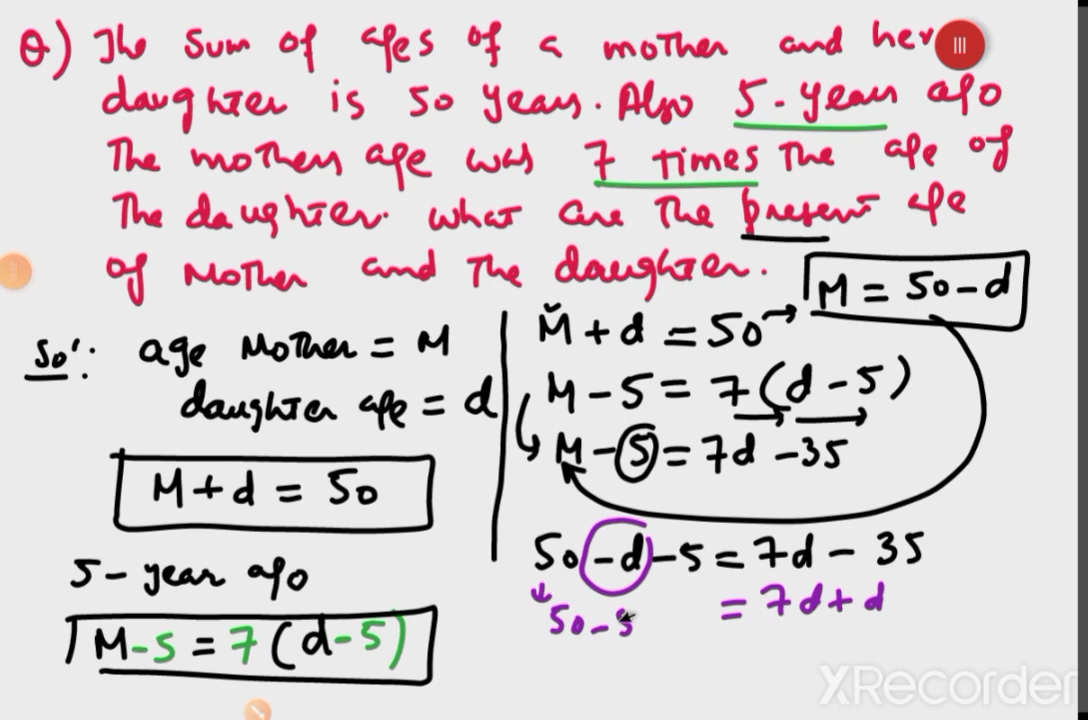 Q) The sum of ages of a mother and her
daughter is 50 years. Also 5-years ago
The mothers age was 7 times The age of
The daughter. what are The present age
of Mother and The daughter.
M = 50-d
So': age Mother = M
daughter age = d
M+d = 50
5-year ago
M-5 = 7(d-5)
M + d = 50 →
M - 5 = 7(d-5)
M - 5 = 7d - 35
50 - d - 5 = 7d - 35
50 - 5 = 7d + d
XRecorder